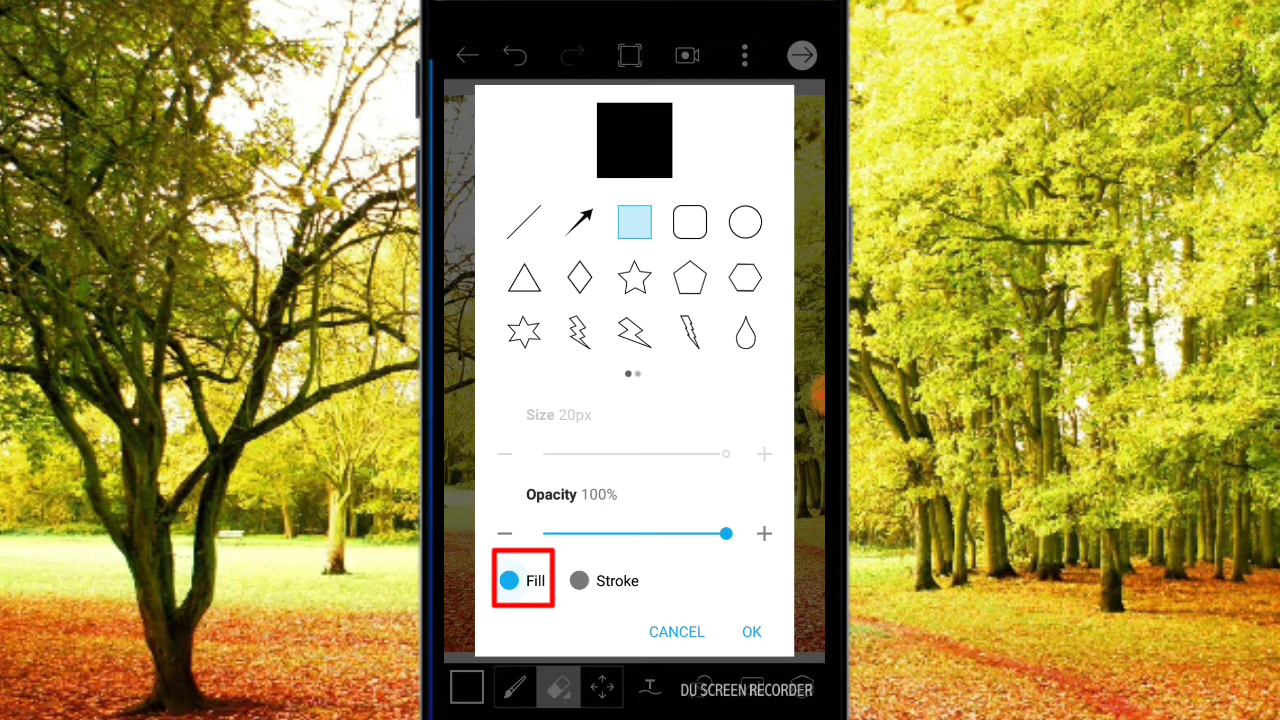 Size 20px
Opacity 100%
Fill
Stroke
CANCEL
OK
T
DU SCREEN RECORDER